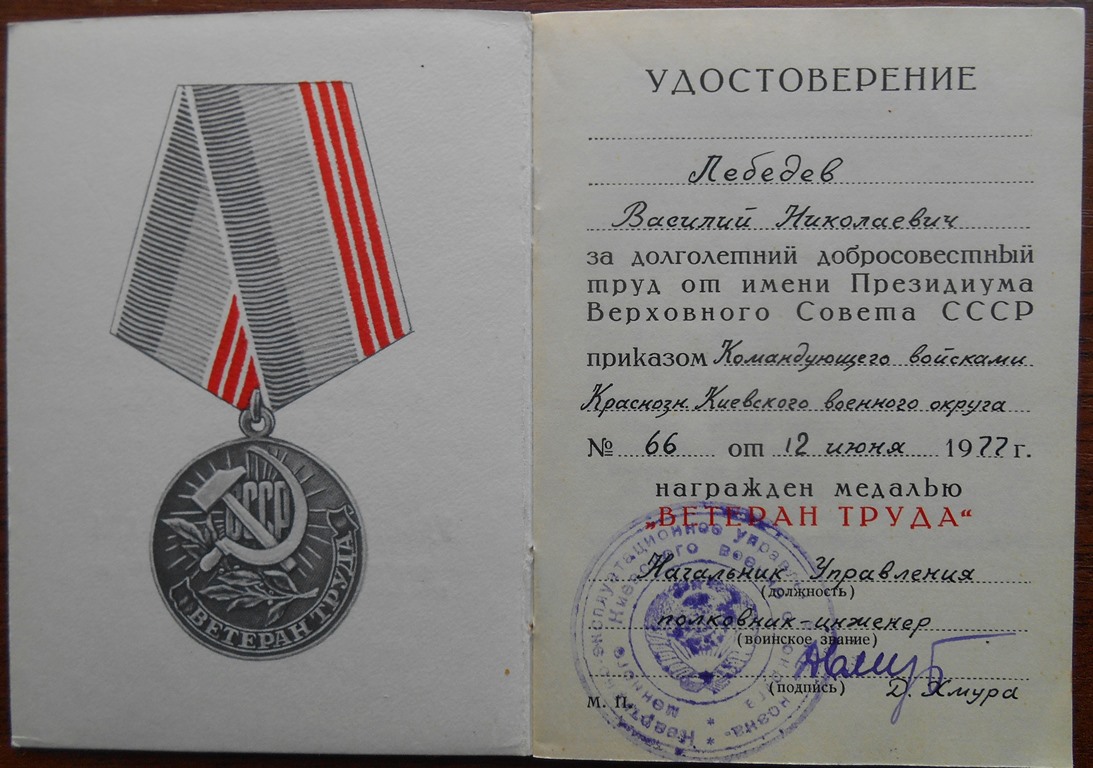 СССР
ВЕТЕРАН ТРУДА
УДОСТОВЕРЕНИЕ
Лебедев
Василий Николаевич
за долголетний добросовестный
труд от имени Президиума
Верховного Совета СССР
приказом Командующего войсками
Краснозн. Киевского военного округа
№ 66 от 12 июня 1977 г.
награжден медалью
„ВЕТЕРАН ТРУДА“
Начальник Управления
(должность)
полковник-инженер
(воинское звание)
(подпись) Д. Хмура
М. П.